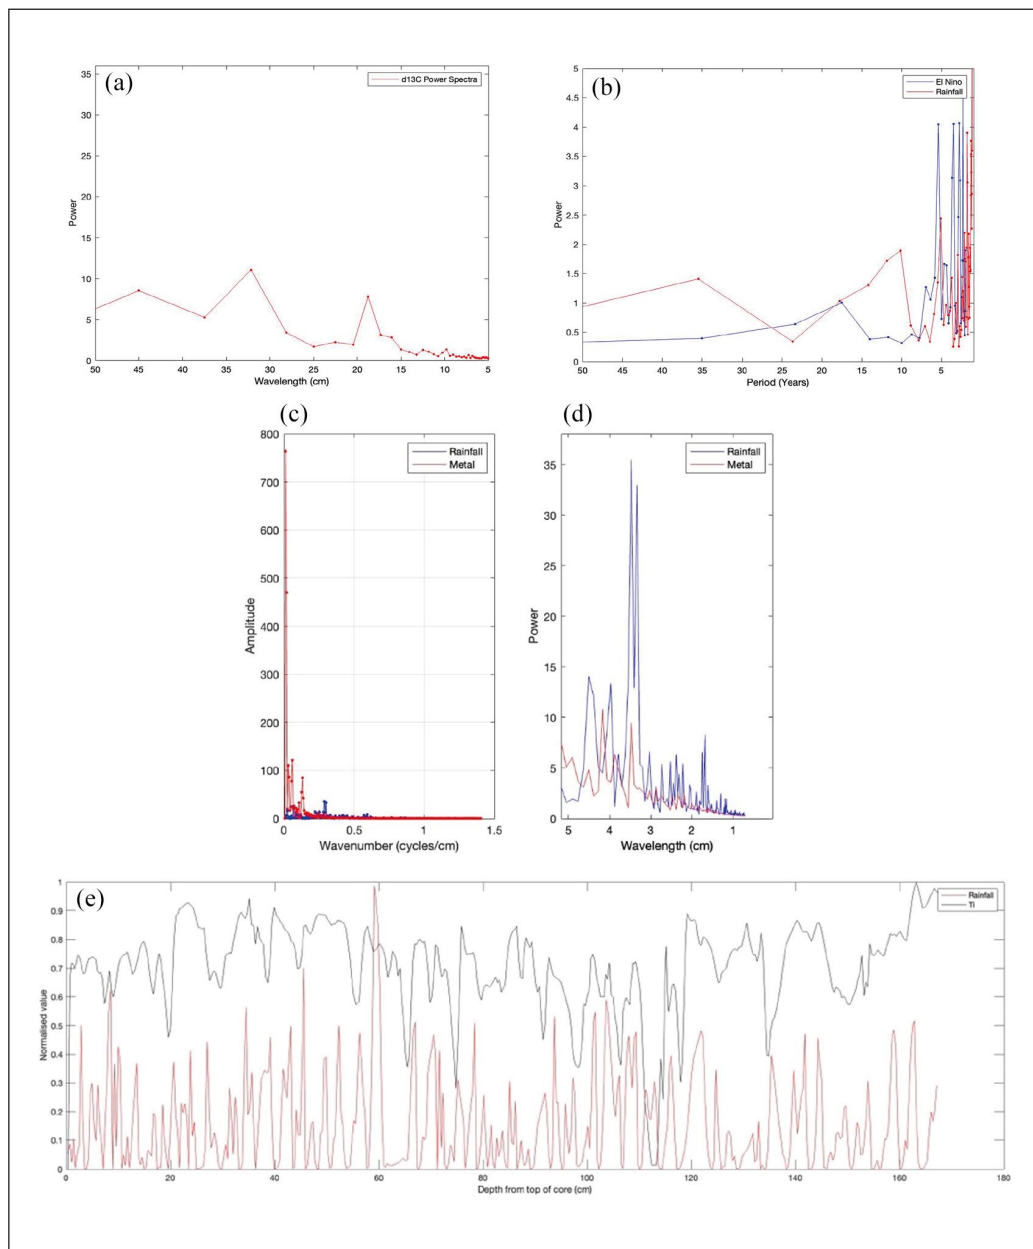 (a)
d13C Power Spectra
35
30
25
20
15
10
5
0
Power
50 45 40 35 30 25 20 15 10 5
Wavelength (cm)
(b)
El Nino
Rainfall
5
4.5
4
3.5
3
2.5
2
1.5
1
0.5
0
Power
50 45 40 35 30 25 20 15 10 5
Period (Years)
(c)
Rainfall
Metal
800
700
600
500
400
300
200
100
0
Amplitude
0 0.5 1 1.5
Wavenumber (cycles/cm)
(d)
Rainfall
Metal
35
30
25
20
15
10
5
0
Power
5 4 3 2 1
Wavelength (cm)
(e)
Rainfall
Ti
1
0.9
0.8
0.7
0.6
0.5
0.4
0.3
0.2
0.1
0
Normalised value
0 20 40 60 80 100 120 140 160 180
Depth from top of core (cm)